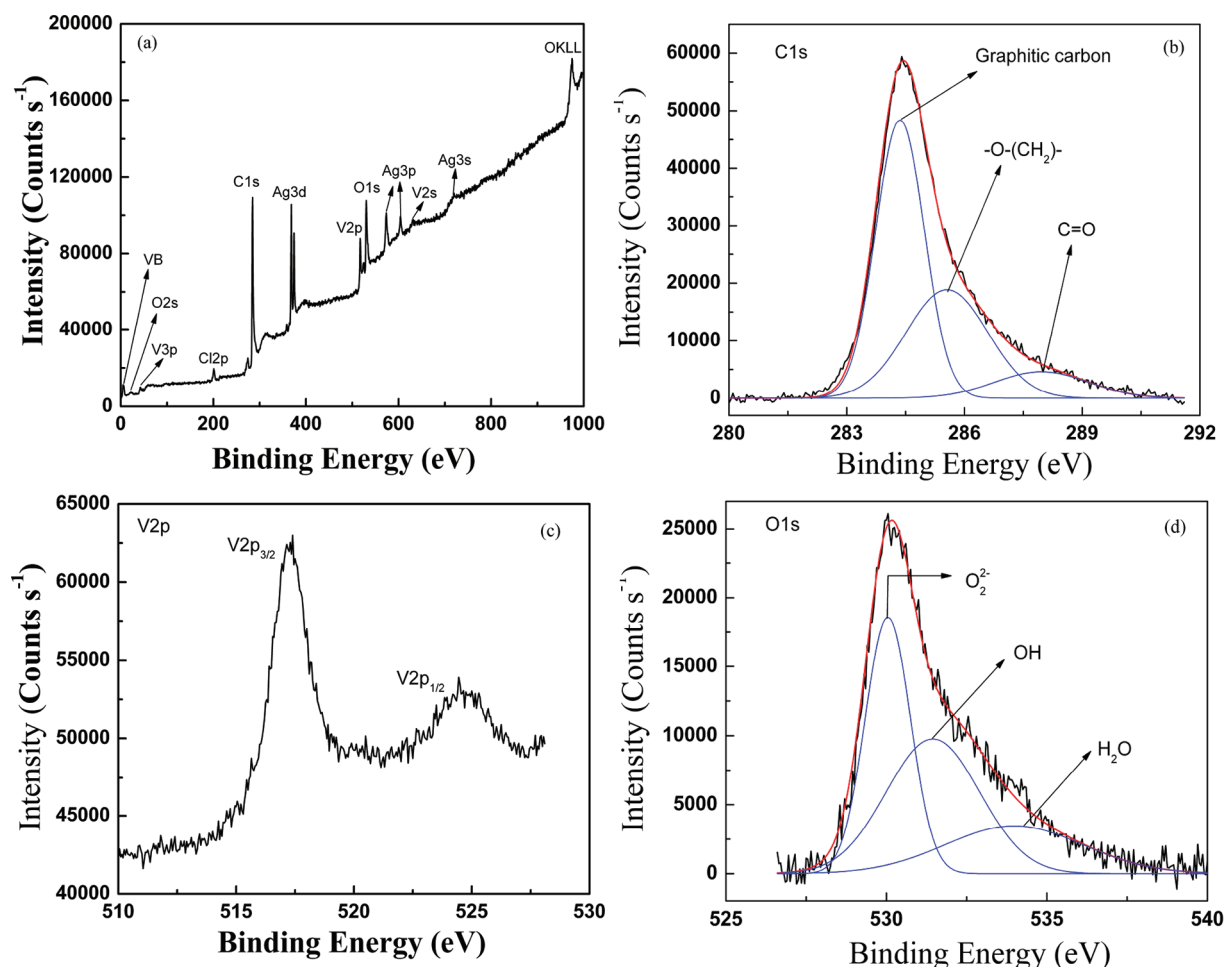 (a)
200000
160000
120000
80000
40000
0
Intensity (Counts s⁻¹)
OKLL
C1s
Ag3d
O1s
Ag3p
Ag3s
V2s
V2p
VB
O2s
V3p
Cl2p
0 200 400 600 800 1000
Binding Energy (eV)
C1s
(b)
60000
50000
40000
30000
20000
10000
0
Intensity (Counts s⁻¹)
Graphitic carbon
-O-(CH₂)-
C=O
280 283 286 289 292
Binding Energy (eV)
V2p
(c)
65000
60000
55000
50000
45000
40000
Intensity (Counts s⁻¹)
V2p₃/₂
V2p₁/₂
510 515 520 525 530
Binding Energy (eV)
O1s
(d)
25000
20000
15000
10000
5000
0
Intensity (Counts s⁻¹)
O₂²⁻
OH
H₂O
525 530 535 540
Binding Energy (eV)